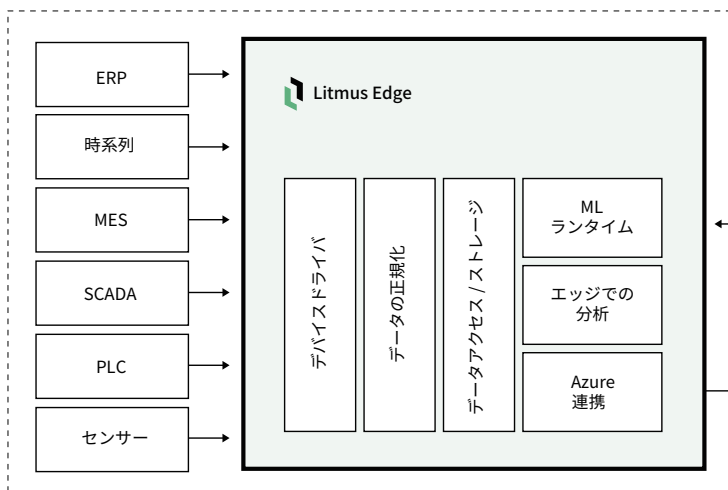 ERP
時系列
MES
SCADA
PLC
センサー
Litmus Edge
デバイスドライバ
データの正規化
データアクセス / ストレージ
ML
ランタイム
エッジでの
分析
Azure
連携